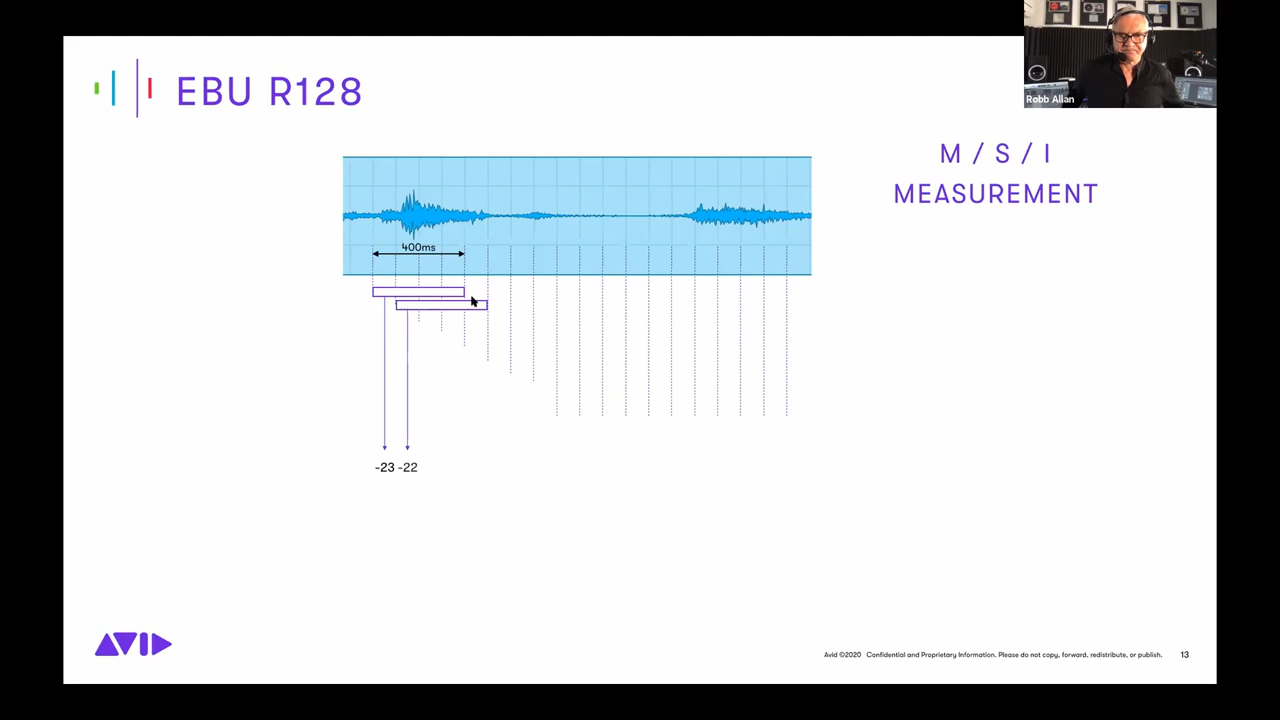 EBU R128
Robb Allan
M / S / I
MEASUREMENT
400ms
-23 -22
AVID
Avid ©2020 Confidential and Proprietary Information. Please do not copy, forward, redistribute, or publish.
13